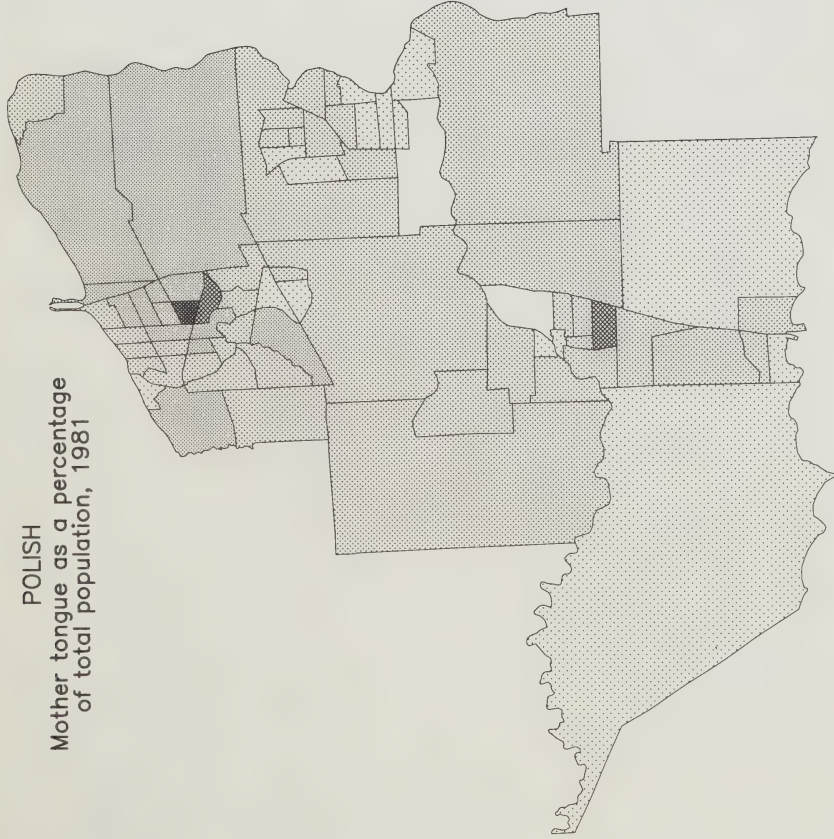 POLISH
Mother tongue as a percentage
of total population, 1981